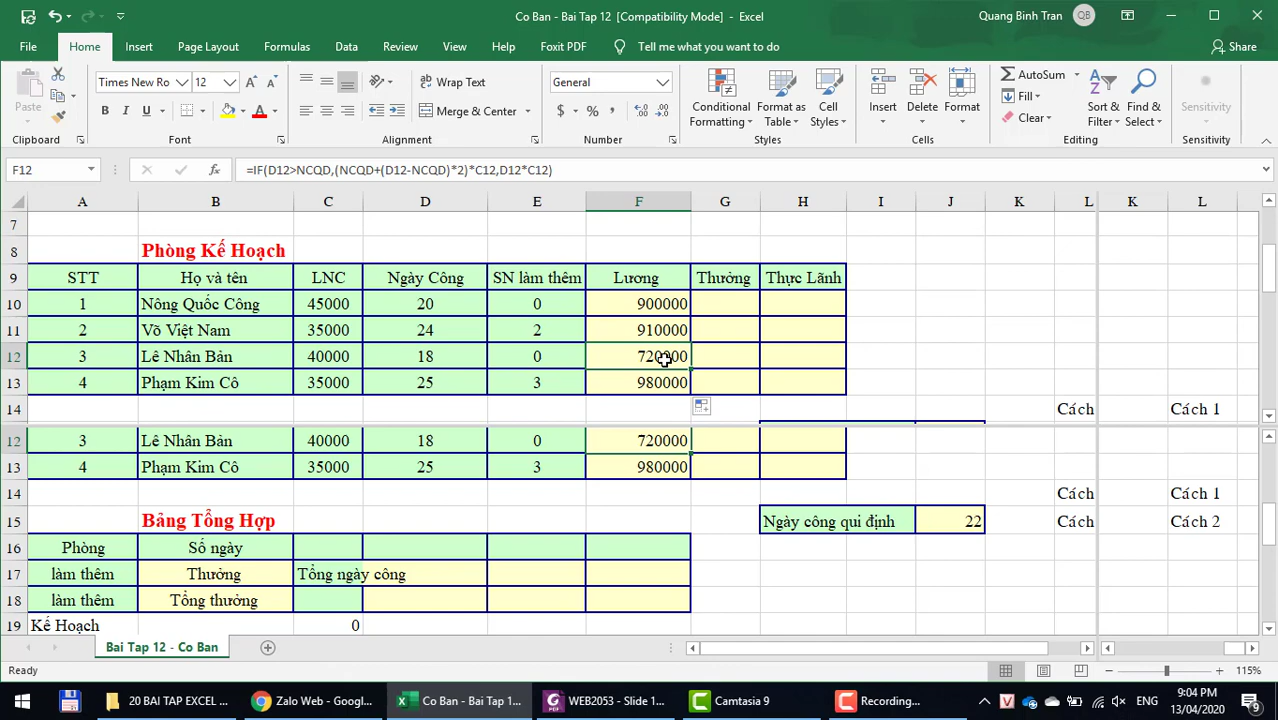 Co Ban - Bai Tap 12 [Compatibility Mode] - Excel
Quang Binh Tran QB
File Home Insert Page Layout Formulas Data Review View Help Foxit PDF Tell me what you want to do Share
Times New Ro 12 Wrap Text General AutoSum
Paste B I U Merge & Center $ % Conditional Formatting Format as Table Cell Styles Insert Delete Format Fill Clear Sort & Filter Find & Select Sensitivity
Clipboard Font Alignment Number Styles Cells Editing Sensitivity
F12 fx =IF(D12>NCQD,(NCQD+(D12-NCQD)*2)*C12,D12*C12)
A B C D E F G H I J K L K L
7
8 Phòng Kế Hoạch
9 STT Họ và tên LNC Ngày Công SN làm thêm Lương Thưởng Thực Lãnh
10 1 Nông Quốc Công 45000 20 0 900000
11 2 Võ Việt Nam 35000 24 2 910000
12 3 Lê Nhân Bản 40000 18 0 720000
13 4 Phạm Kim Cô 35000 25 3 980000
14 Cách Cách 1
12 3 Lê Nhân Bản 40000 18 0 720000
13 4 Phạm Kim Cô 35000 25 3 980000
14 Cách Cách 1
15 Bảng Tổng Hợp Ngày công qui định 22 Cách Cách 2
16 Phòng Số ngày
17 làm thêm Thưởng Tổng ngày công
18 làm thêm Tổng thưởng
19 Kế Hoạch 0
Bai Tap 12 - Co Ban
Ready 115%
20 BAI TAP EXCEL ... Zalo Web - Googl... Co Ban - Bai Tap 1... WEB2053 - Slide 1... Camtasia 9 Recording... ENG 9:04 PM
13/04/2020